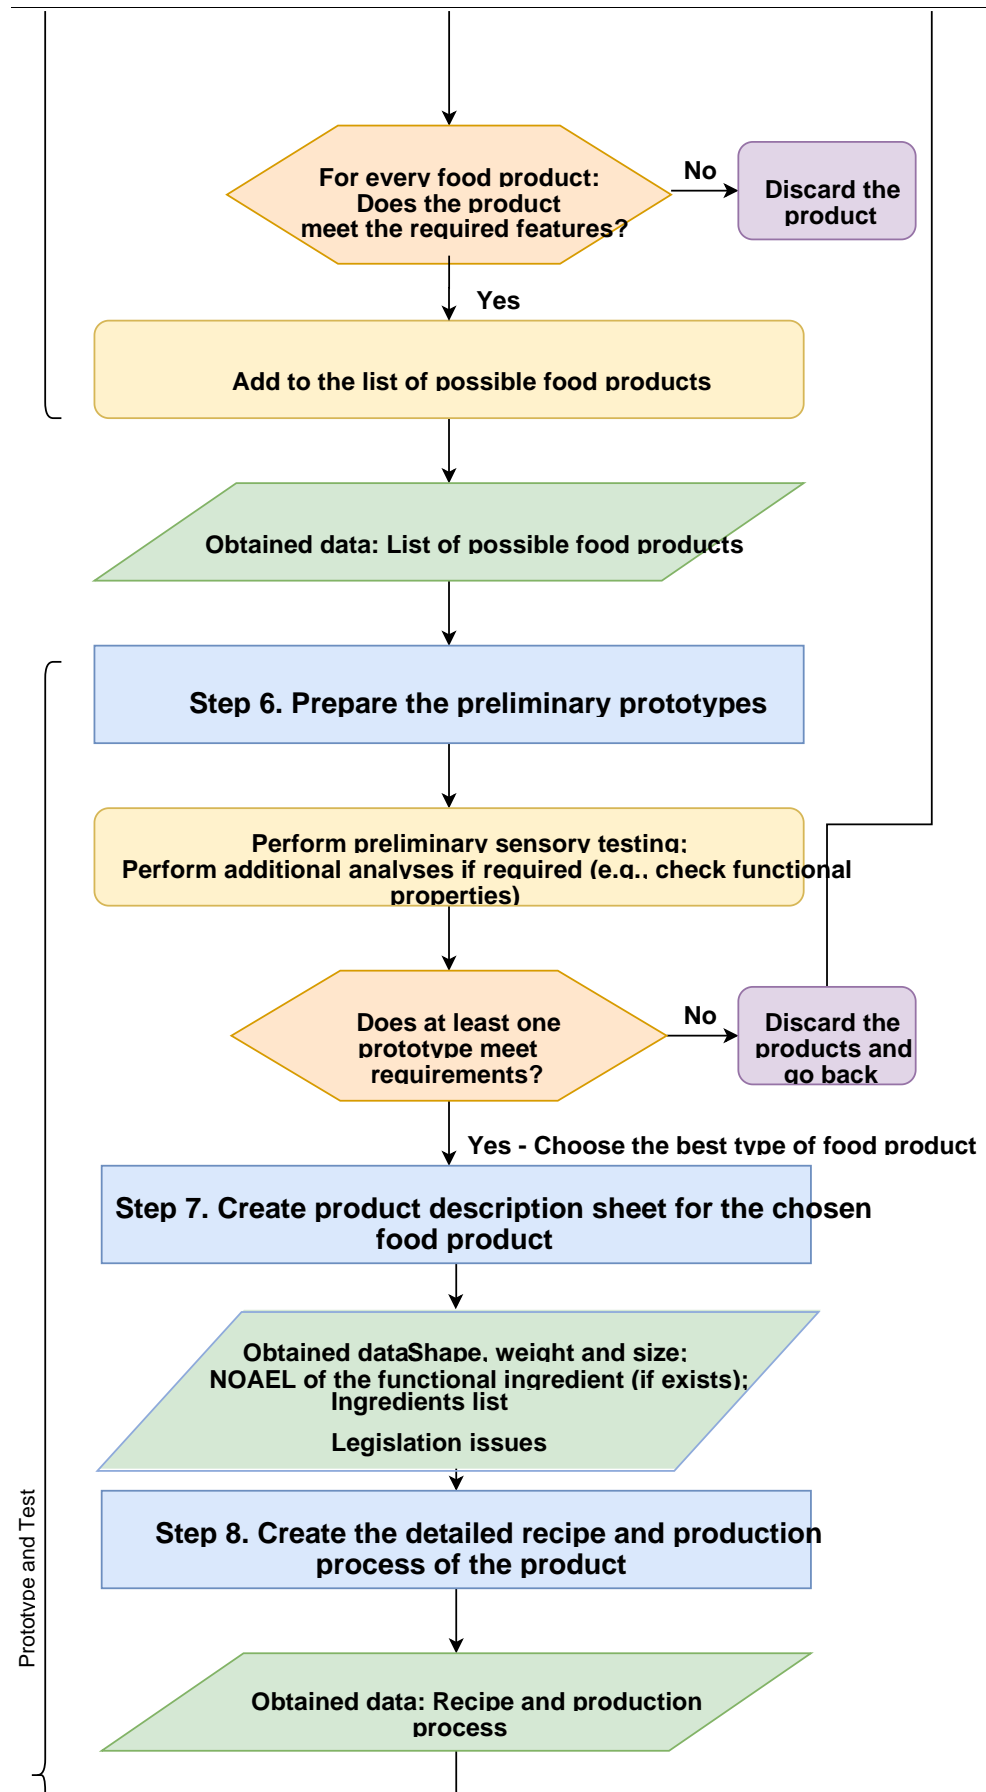 For every food product:
Does the product
meet the required features?
No
Discard the
product
Yes
Add to the list of possible food products
Obtained data: List of possible food products
Step 6. Prepare the preliminary prototypes
Perform preliminary sensory testing;
Perform additional analyses if required (e.g., check functional
properties)
Does at least one
prototype meet
requirements?
No
Discard the
products and
go back
Yes - Choose the best type of food product
Step 7. Create product description sheet for the chosen
food product
Obtained data:Shape, weight and size;
NOAEL of the functional ingredient (if exists);
Ingredients list
Legislation issues
Step 8. Create the detailed recipe and production
process of the product
Obtained data: Recipe and production
process
Prototype and Test